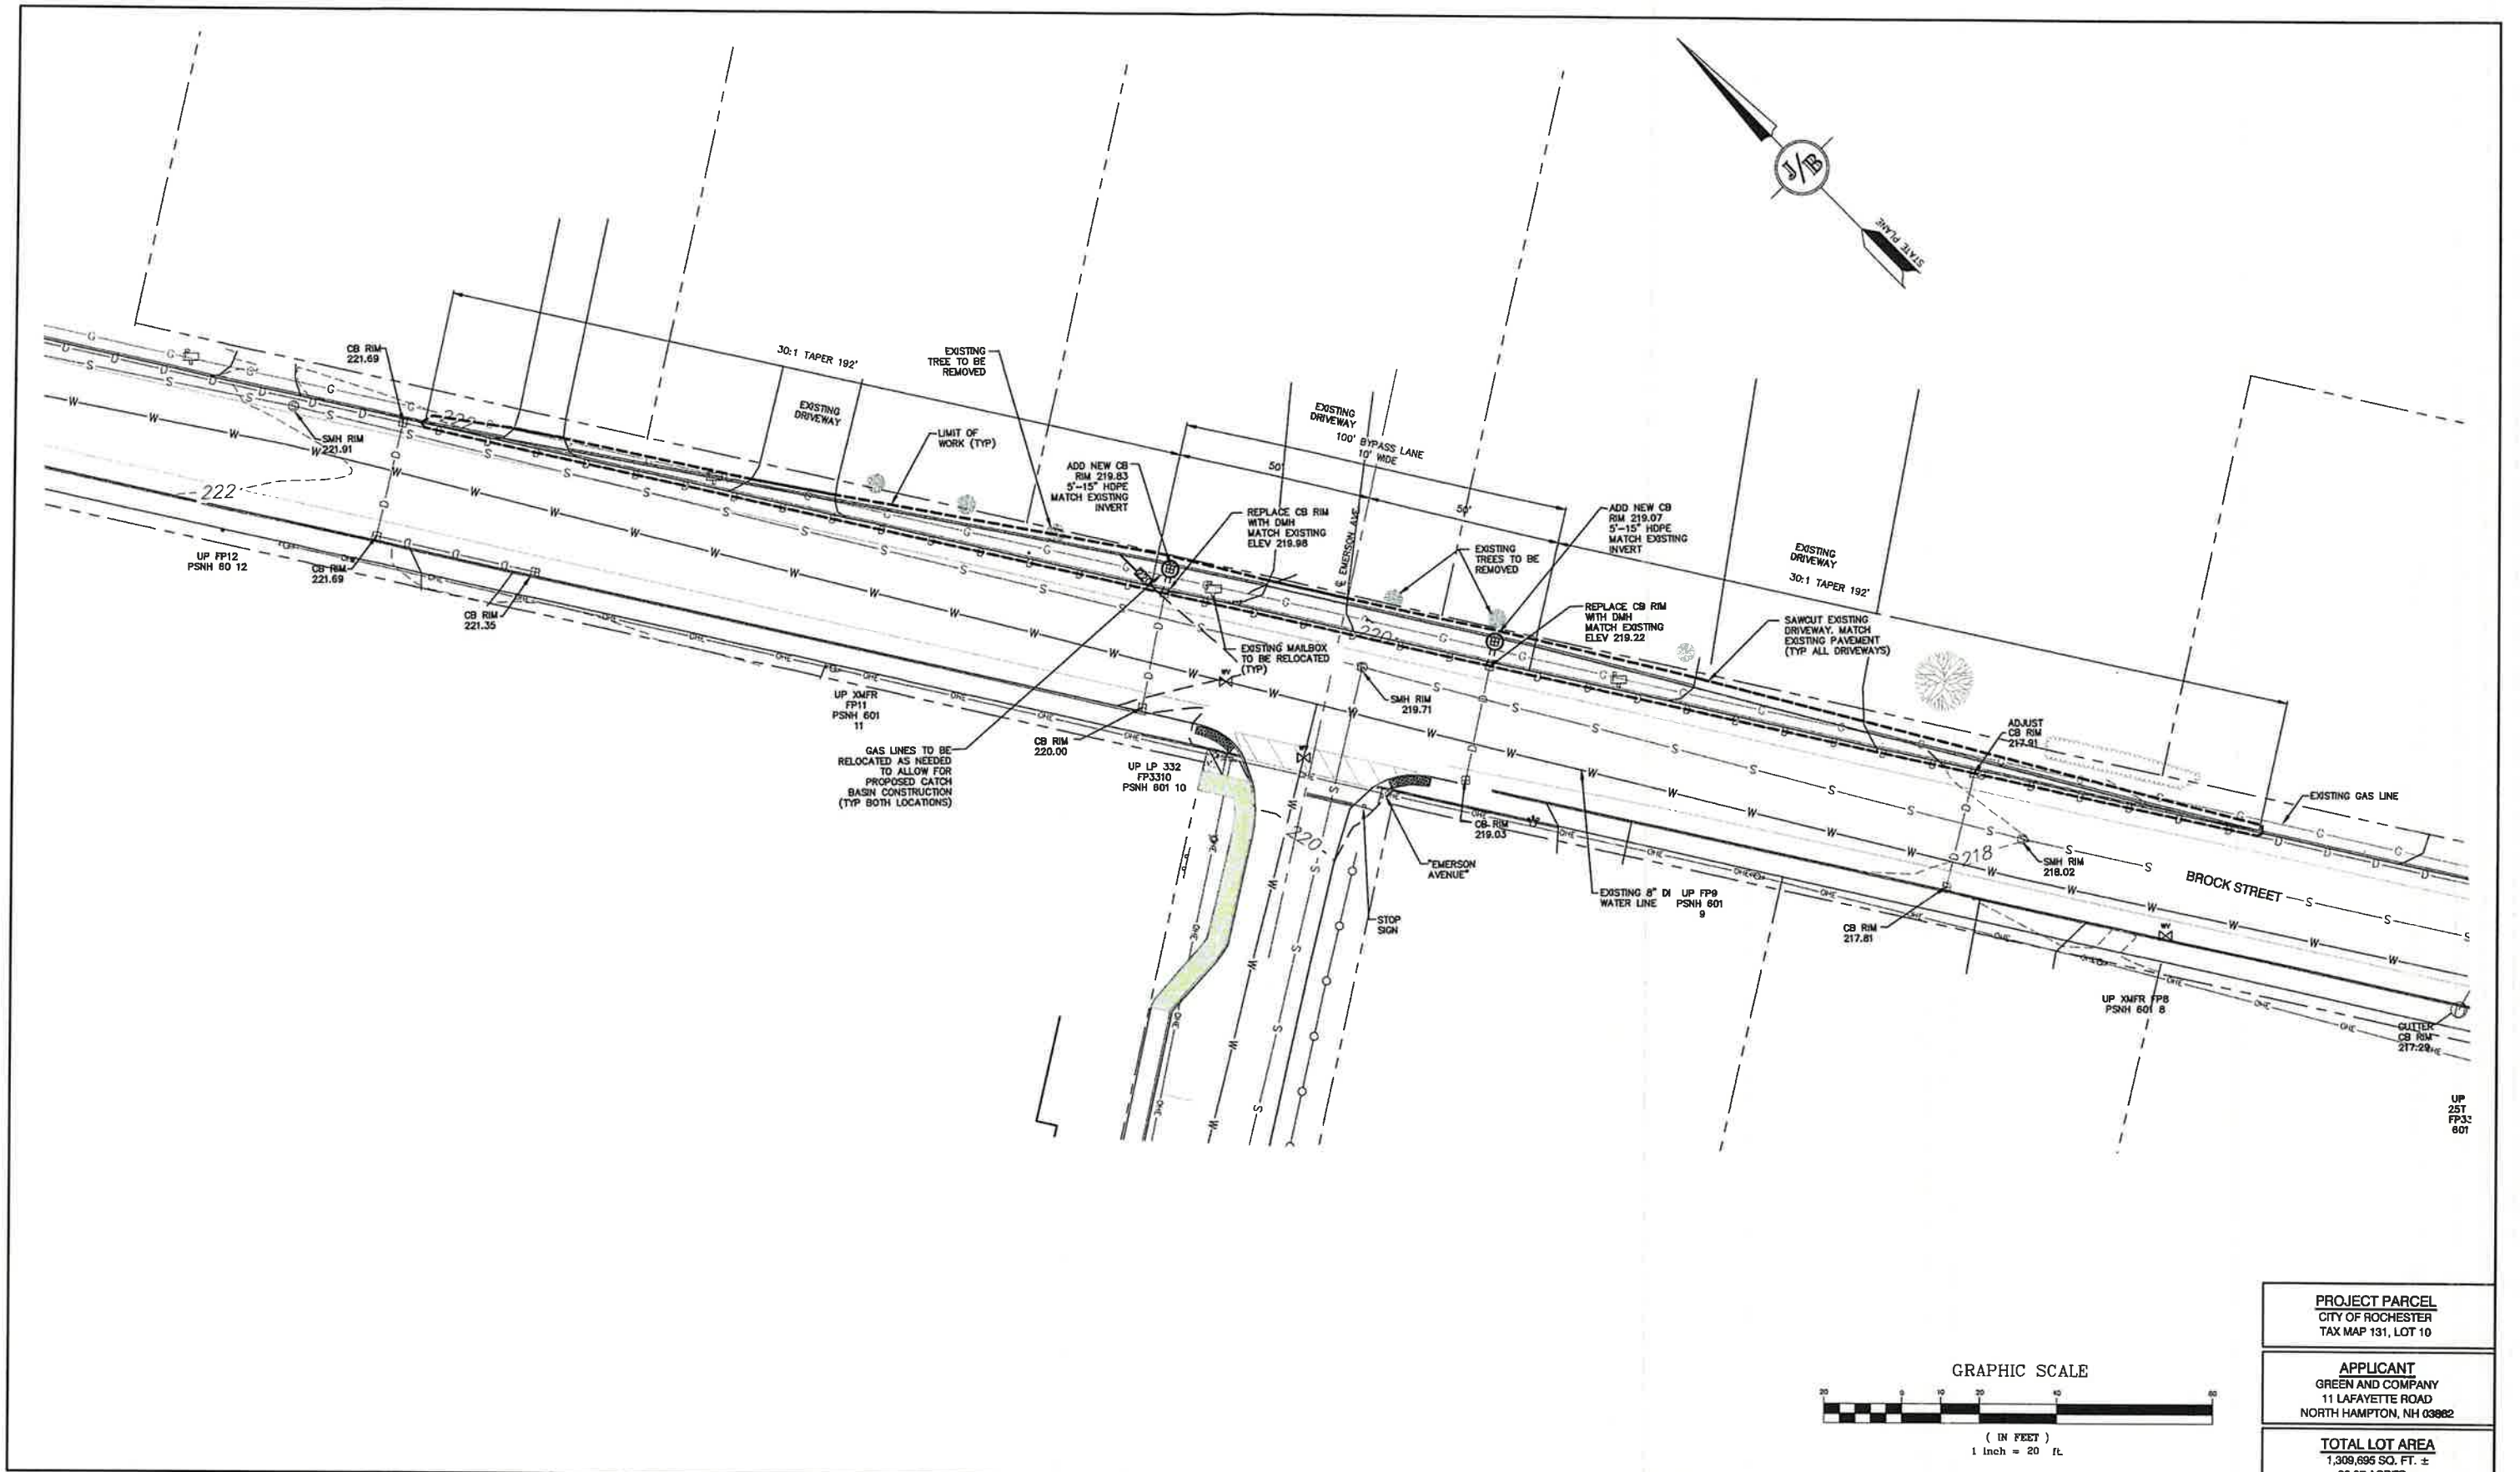 J/B
STATE PLANE
CB RIM
221.69
30:1 TAPER 192'
EXISTING
TREE TO BE
REMOVED
EXISTING
DRIVEWAY
LIMIT OF
WORK (TYP)
EXISTING
DRIVEWAY
100' BYPASS LANE
10' WIDE
50'
50'
ADD NEW CB
RIM 219.83
5'-15" HDPE
MATCH EXISTING
INVERT
REPLACE CB RIM
WITH DMH
MATCH EXISTING
ELEV 219.98
℄ EMERSON AVE
EXISTING
TREES TO BE
REMOVED
ADD NEW CB
RIM 219.07
5'-15" HDPE
MATCH EXISTING
INVERT
EXISTING
DRIVEWAY
30:1 TAPER 192'
REPLACE CB RIM
WITH DMH
MATCH EXISTING
ELEV 219.22
SAWCUT EXISTING
DRIVEWAY. MATCH
EXISTING PAVEMENT
(TYP ALL DRIVEWAYS)
SMH RIM
221.91
222
220
UP FP12
PSNH 60 12
CB RIM
221.69
CB RIM
221.35
EXISTING MAILBOX
TO BE RELOCATED
(TYP)
SMH RIM
219.71
UP XMFR
FP11
PSNH 601
11
GAS LINES TO BE
RELOCATED AS NEEDED
TO ALLOW FOR
PROPOSED CATCH
BASIN CONSTRUCTION
(TYP BOTH LOCATIONS)
CB RIM
220.00
UP LP 332
FP3310
PSNH 601 10
220
CB RIM
219.03
"EMERSON
AVENUE"
STOP
SIGN
EXISTING 8" DI
WATER LINE
UP FP9
PSNH 601
9
ADJUST
CB RIM
217.91
EXISTING GAS LINE
218
SMH RIM
218.02
BROCK STREET
CB RIM
217.81
UP XMFR FP8
PSNH 601 8
GUTTER
CB RIM
217.29
UP
25T
601
PROJECT PARCEL
CITY OF ROCHESTER
TAX MAP 131, LOT 10
APPLICANT
GREEN AND COMPANY
11 LAFAYETTE ROAD
NORTH HAMPTON, NH 03862
TOTAL LOT AREA
1,309,695 SQ. FT. ±
GRAPHIC SCALE
20 0 10 20 40 80
( IN FEET )
1 inch = 20 ft.